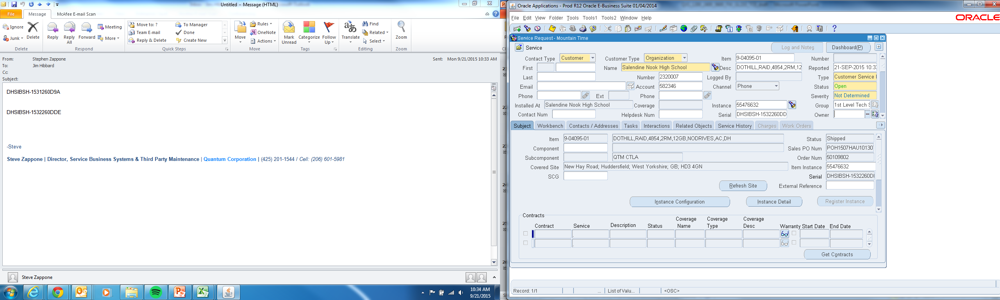 Untitled - Message (HTML)
File
Message
McAfee E-mail Scan
Ignore
Junk
Delete
Reply
Reply All
Forward
Meeting
More
Move to: ?
Team E-mail
Reply & Delete
To Manager
Done
Create New
Move
Rules
OneNote
Actions
Mark Unread
Categorize
Follow Up
Translate
Find
Related
Select
Zoom
Delete
Respond
Quick Steps
Move
Tags
Editing
Zoom
From: Stephen Zappone
Sent: Mon 9/21/2015 10:33 AM
To: Jim Hibbard
Cc:
Subject:
DHSIBSH-1531260D9A
DHSIBSH-1532260DDE
-Steve
Steve Zappone | Director, Service Business Systems & Third Party Maintenance | Quantum Corporation | (425) 201-1544 / Cell: (206) 601-5981
Steve Zappone
10:34 AM
9/21/2015
Oracle Applications - Prod R12 Oracle E-Business Suite 01/04/2014
File Edit View Folder Tools Tools1 Tools2 Window Help
ORACLE
Service Request - Mountain Time
Service
Log and Notes
Dashboard(P)
Contact Type Customer
Customer Type Organization
Item 9-04095-01
Number
First
Name Salendine Nook High School
Desc DOTHILL,RAID,4854,2RM,12
Reported 21-SEP-2015 10:33
Last
Number 2320007
Logged By
Type Customer Service
Email
Account 582346
Channel Phone
Status Open
Phone
Ext
Phone
Severity Not Determined
Installed At Salendine Nook High School
Coverage
Instance 55476632
Group 1st Level Tech S
Contact Num
Helpdesk Num
Serial DHSIBSH-1532260DD
Owner
Subject
Workbench
Contacts / Addresses
Tasks
Interactions
Related Objects
Service History
Charges
Work Orders
Item 9-04095-01 DOTHILL,RAID,4854,2RM,12GB,NODRIVES,AC,DH
Status Shipped
Component
Sales PO Num POH1507HAU10130
Subcomponent QTM CTLA
Order Num 50109802
Covered Site New Hay Road; Huddersfield; West Yorkshire; GB; HD3 4GN
Item Instance 55476632
SCG
Serial DHSIBSH-1532260D
Refresh Site
External Reference
Instance Configuration
Instance Detail
Register Instance
Contracts
Contract
Service
Description
Status
Coverage Name
Coverage Type
Coverage Desc
Warranty
Start Date
End Date
Get Contracts
Record: 1/1
...
List of Valu...
<OSC>